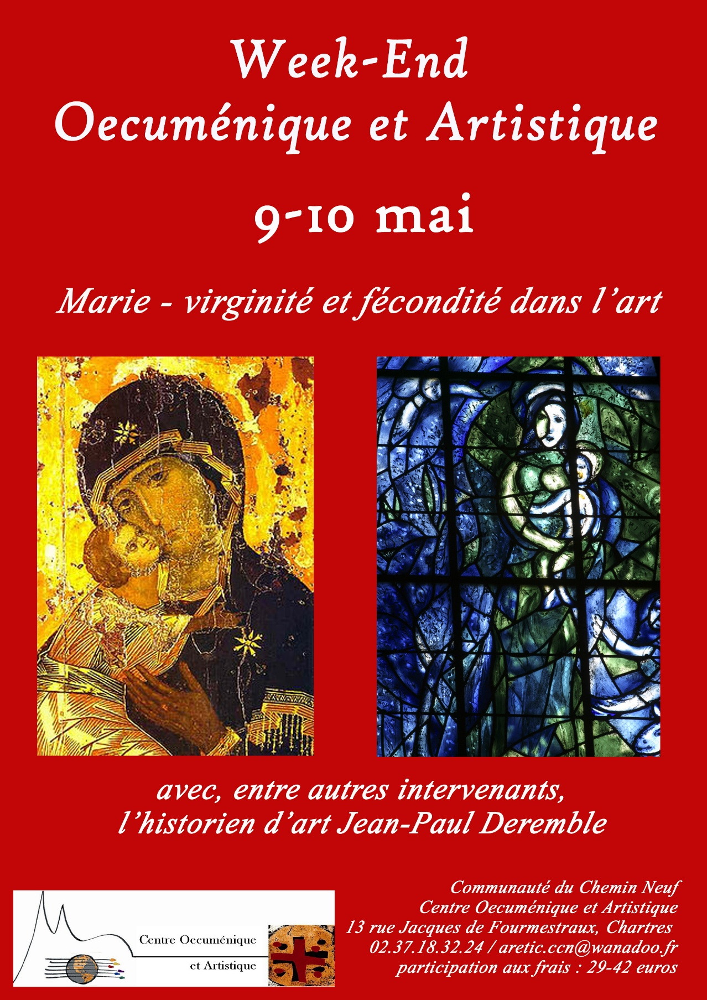 Week-End
Oecuménique et Artistique
9-10 mai
Marie - virginité et fécondité dans l'art
avec, entre autres intervenants,
l'historien d'art Jean-Paul Deremble
Communauté du Chemin Neuf
Centre Oecuménique et Artistique
13 rue Jacques de Fourmestraux, Chartres
02.37.18.32.24 / aretic.ccn@wanadoo.fr
participation aux frais : 29-42 euros
Centre Oecuménique
et Artistique